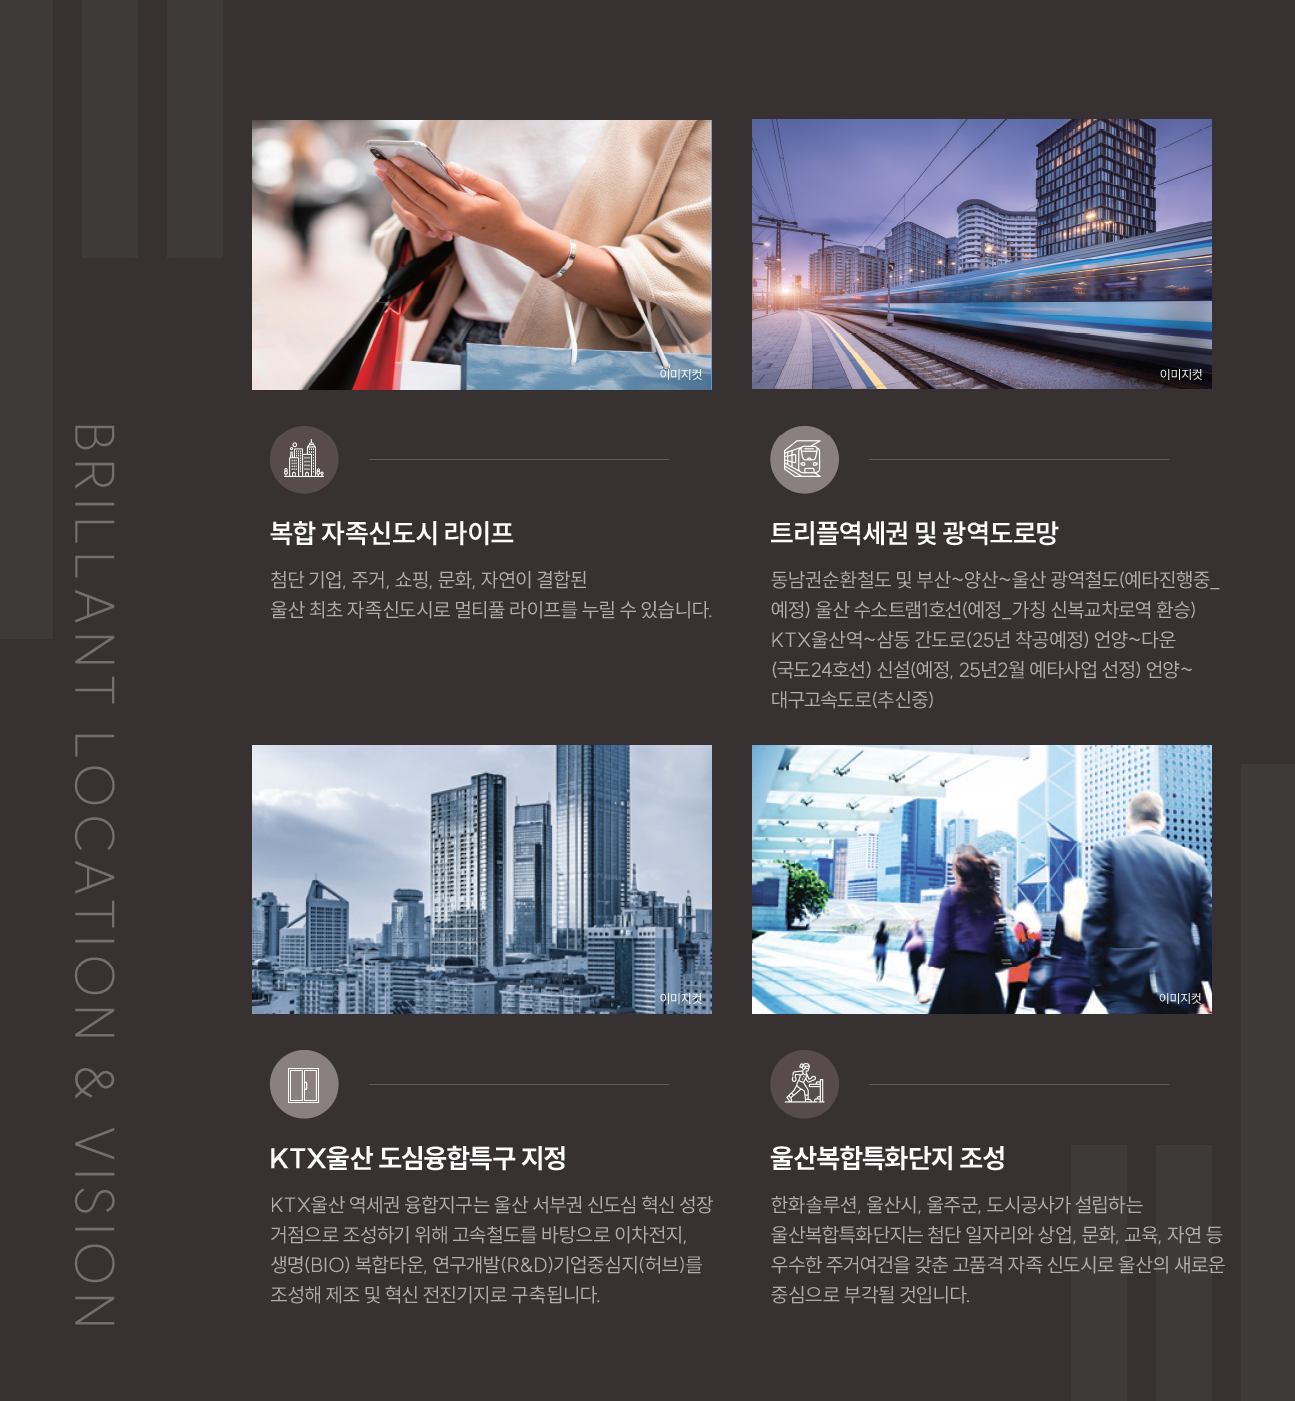 BRILLANT LOCATION & VISION
이미지컷
이미지컷
복합 자족신도시 라이프
첨단 기업, 주거, 쇼핑, 문화, 자연이 결합된
울산 최초 자족신도시로 멀티풀 라이프를 누릴 수 있습니다.
트리플역세권 및 광역도로망
동남권순환철도 및 부산~양산~울산 광역철도(예타진행중_
예정) 울산 수소트램1호선(예정_가칭 신복교차로역 환승)
KTX울산역~삼동 간도로(25년 착공예정) 언양~다운
(국도24호선) 신설(예정, 25년2월 예타사업 선정) 언양~
대구고속도로(추신중)
이미지컷
이미지컷
KTX울산 도심융합특구 지정
KTX울산 역세권 융합지구는 울산 서부권 신도심 혁신 성장
거점으로 조성하기 위해 고속철도를 바탕으로 이차전지,
생명(BIO) 복합타운, 연구개발(R&D)기업중심지(허브)를
조성해 제조 및 혁신 전진기지로 구축됩니다.
울산복합특화단지 조성
한화솔루션, 울산시, 울주군, 도시공사가 설립하는
울산복합특화단지는 첨단 일자리와 상업, 문화, 교육, 자연 등
우수한 주거여건을 갖춘 고품격 자족 신도시로 울산의 새로운
중심으로 부각될 것입니다.